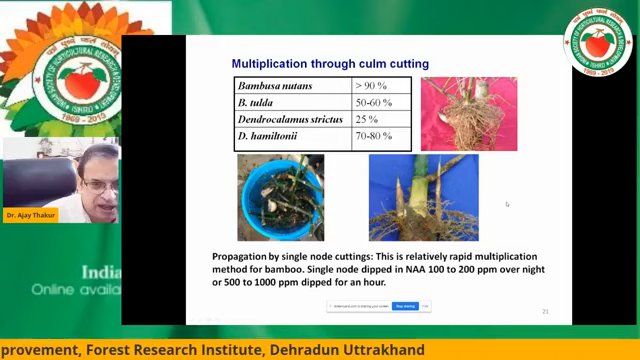 Multiplication through culm cutting
Bambusa nutans > 90 %
B. tulda 50-60 %
Dendrocalamus strictus 25 %
D. hamiltonii 70-80 %
Dr. Ajay Thakur
Propagation by single node cuttings: This is relatively rapid multiplication
method for bamboo. Single node dipped in NAA 100 to 200 ppm over night
or 500 to 1000 ppm dipped for an hour.
Stop sharing
21
1969 - 2019
India
Online availa
provement, Forest Research Institute, Dehradun Uttrakhand